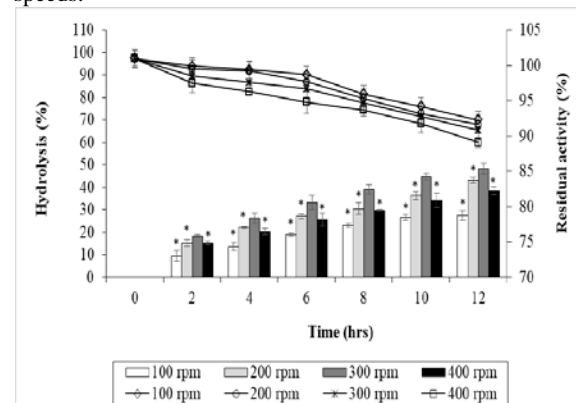 speeds.
110 105
100 100
90
80 95
70
60 90
50 85
40
30 80
20 75
10
0 70
Hydrolysis (%)
Residual activity (%)
* * * * * * * * * * * * * * * * * *
0 2 4 6 8 10 12
Time (hrs)
100 rpm 200 rpm 300 rpm 400 rpm
100 rpm 200 rpm 300 rpm 400 rpm